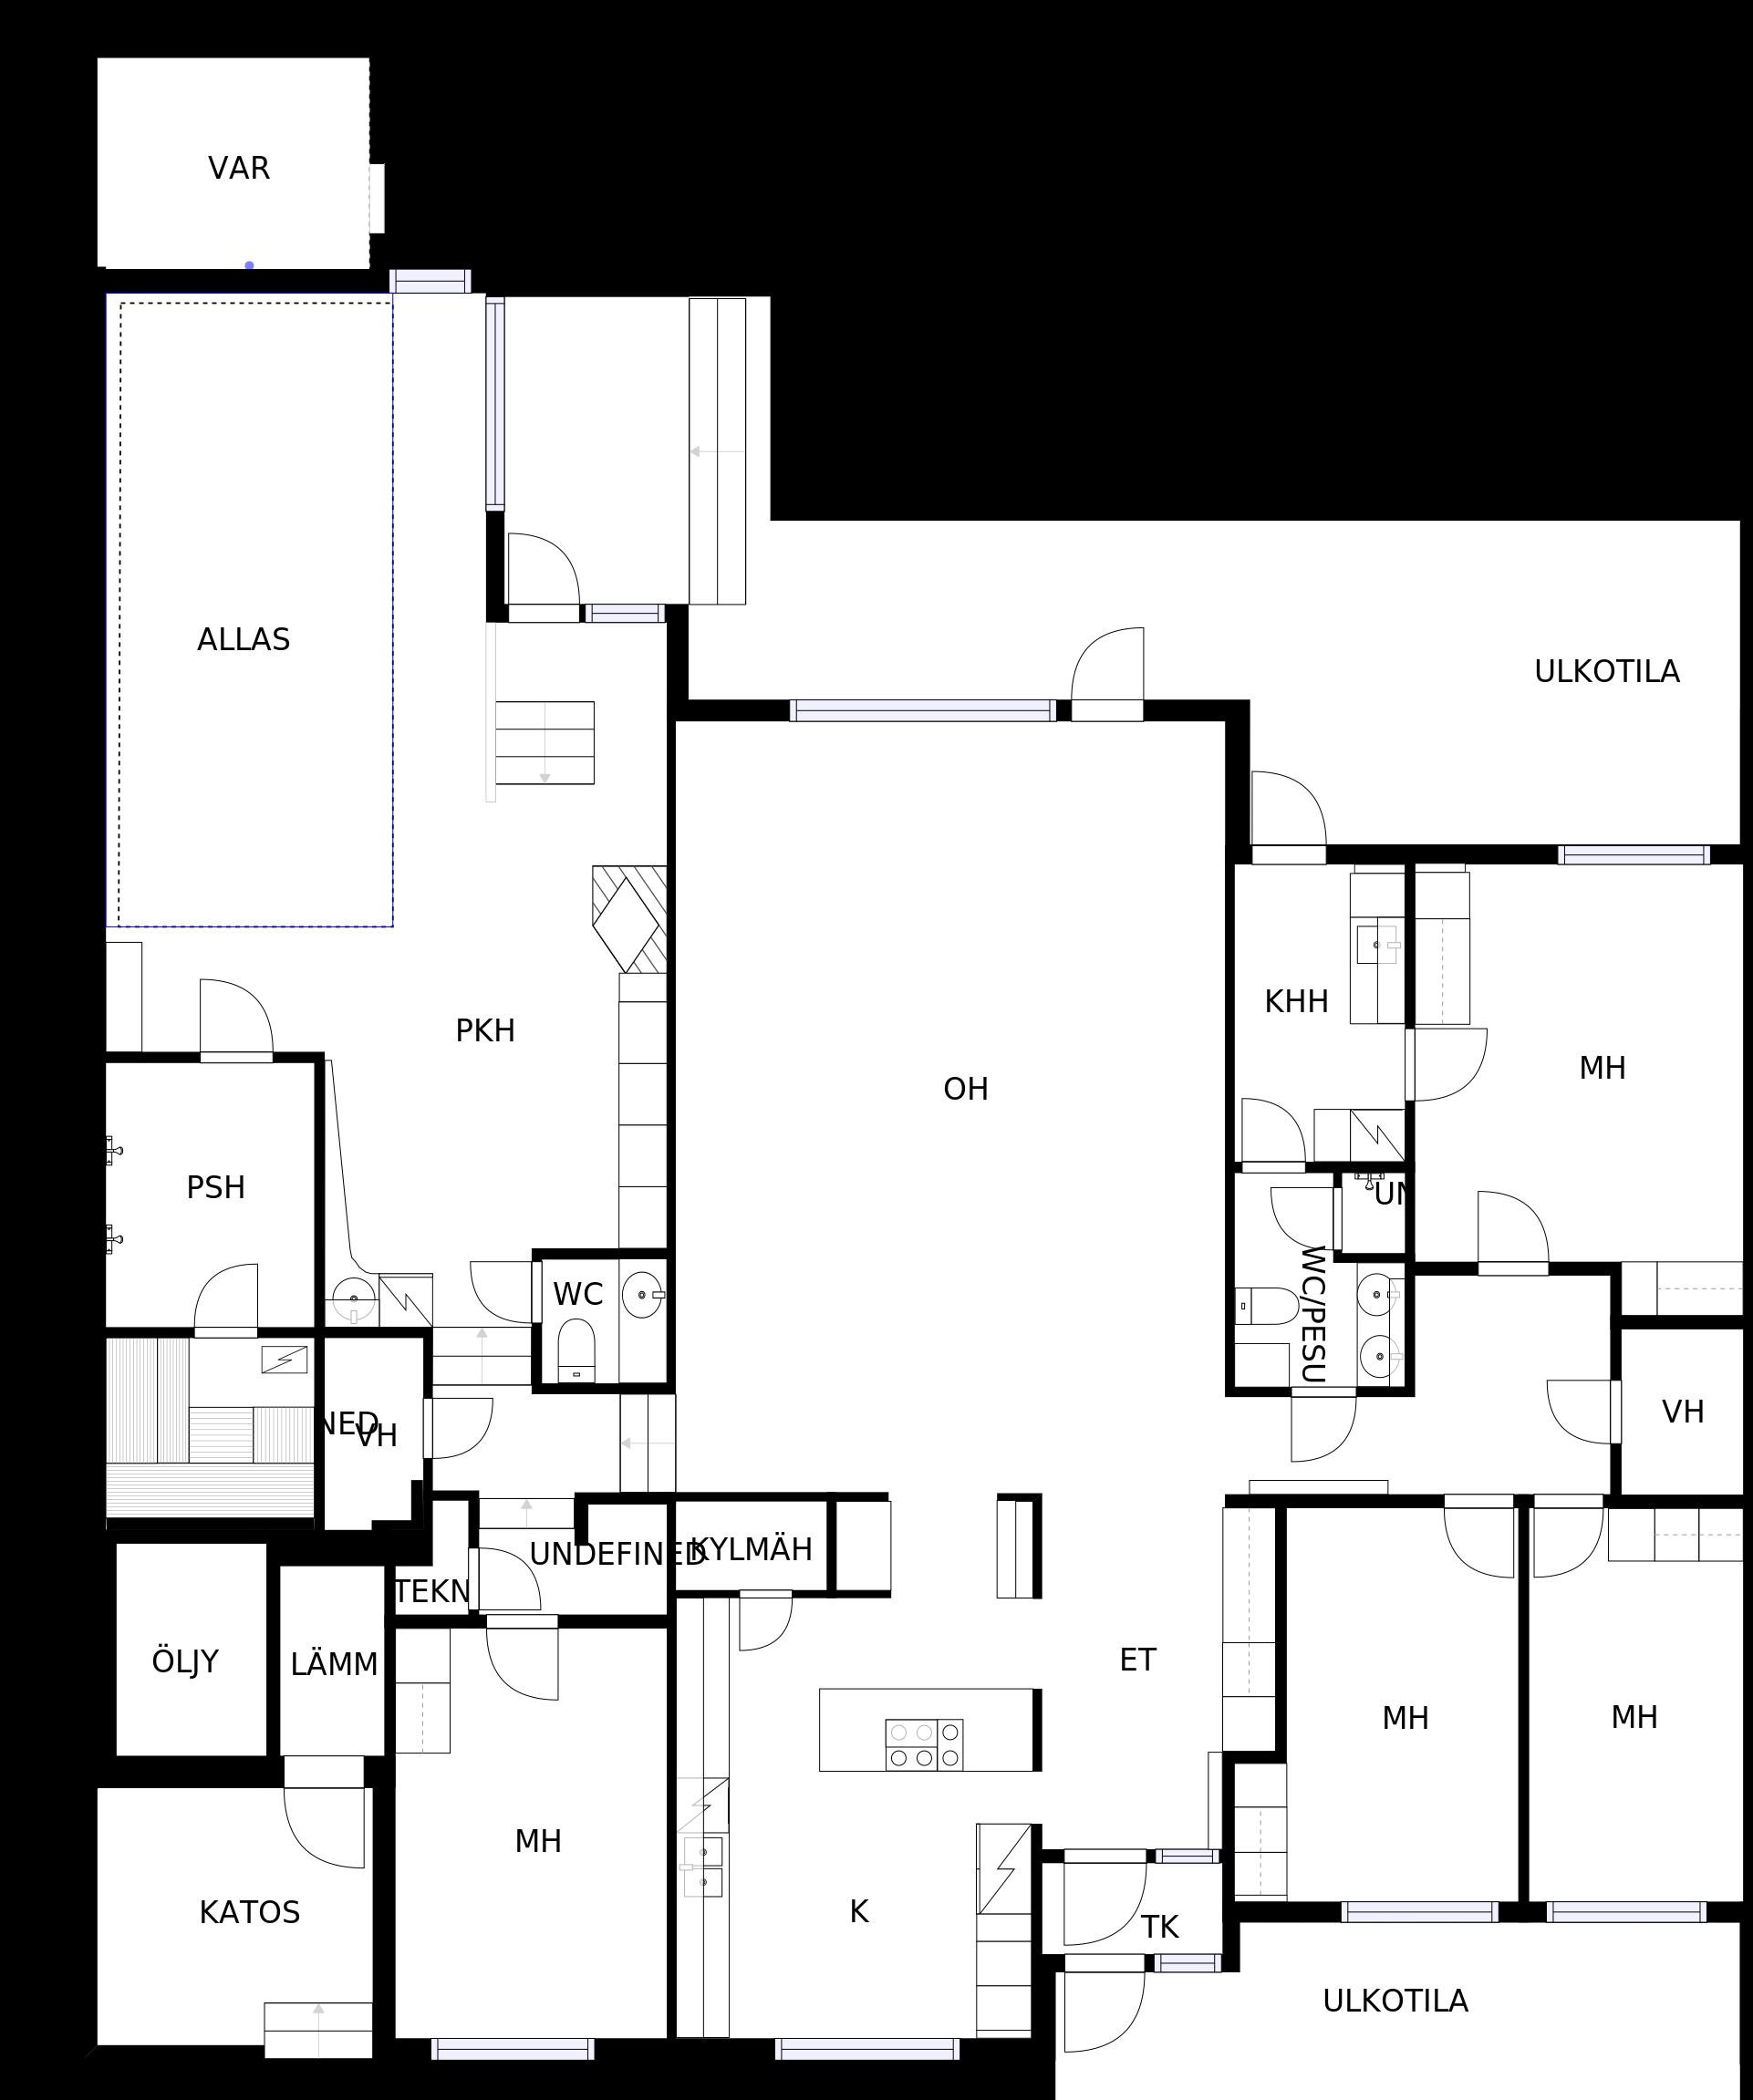 VAR
ALLAS
ULKOTILA
PKH
KHH
MH
OH
PSH
UN
WC
WC/PESU
NED
VH
VH
UNDEFINED
KYLMÄH
TEKN
ÖLJY
LÄMM
ET
MH
MH
MH
KATOS
K
TK
ULKOTILA